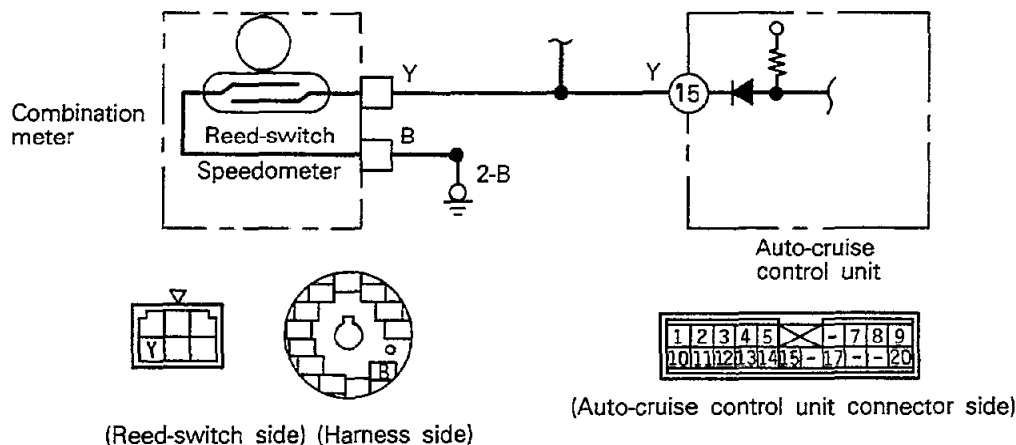 Combination
meter
Reed-switch
Speedometer
Y
B
2-B
Y
15
Auto-cruise
control unit
Y
B
1 2 3 4 5 - 7 8 9
10 11 12 13 14 15 - 17 - - 20
(Reed-switch side) (Harness side)
(Auto-cruise control unit connector side)